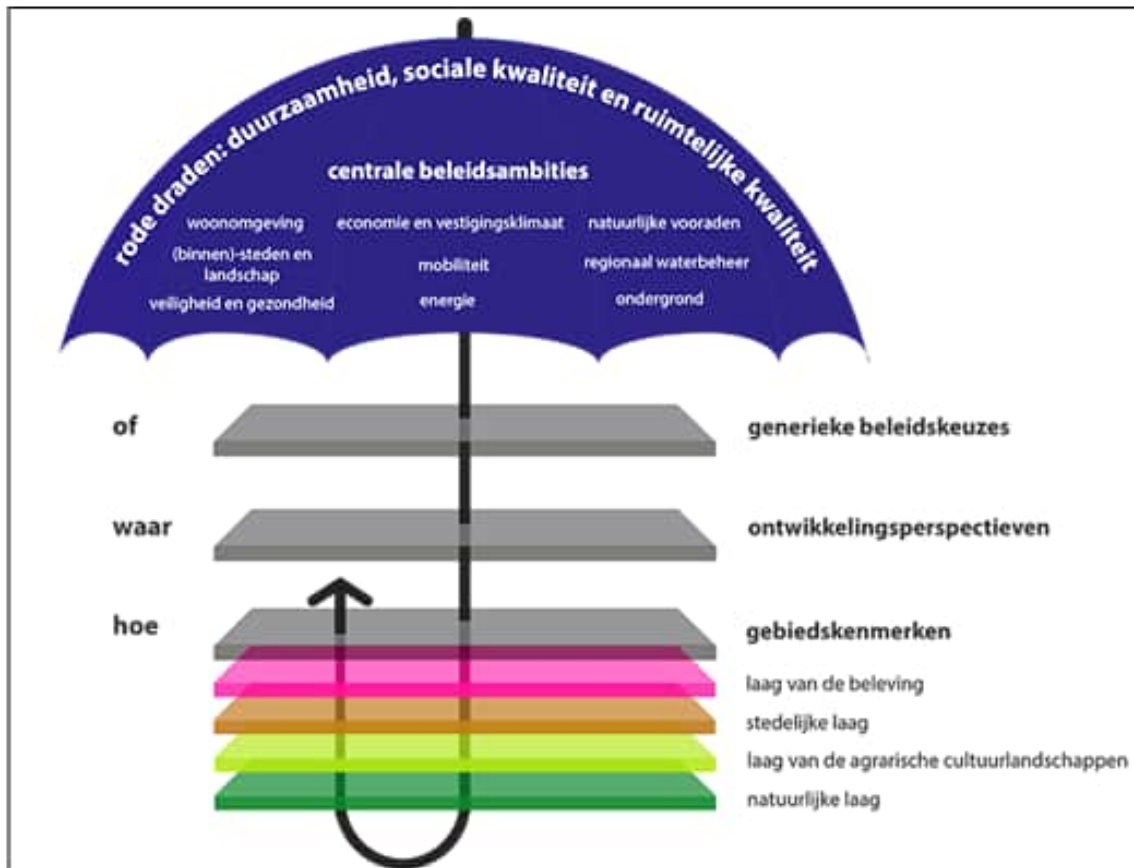 rode draden: duurzaamheid, sociale kwaliteit en ruimtelijke kwaliteit
centrale beleidsambities
woonomgeving
(binnen)-steden en
landschap
veiligheid en gezondheid
economie en vestigingsklimaat
mobiliteit
energie
natuurlijke vooraden
regionaal waterbeheer
ondergrond
of
generieke beleidskeuzes
waar
ontwikkelingsperspectieven
hoe
gebiedskenmerken
laag van de beleving
stedelijke laag
laag van de agrarische cultuurlandschappen
natuurlijke laag